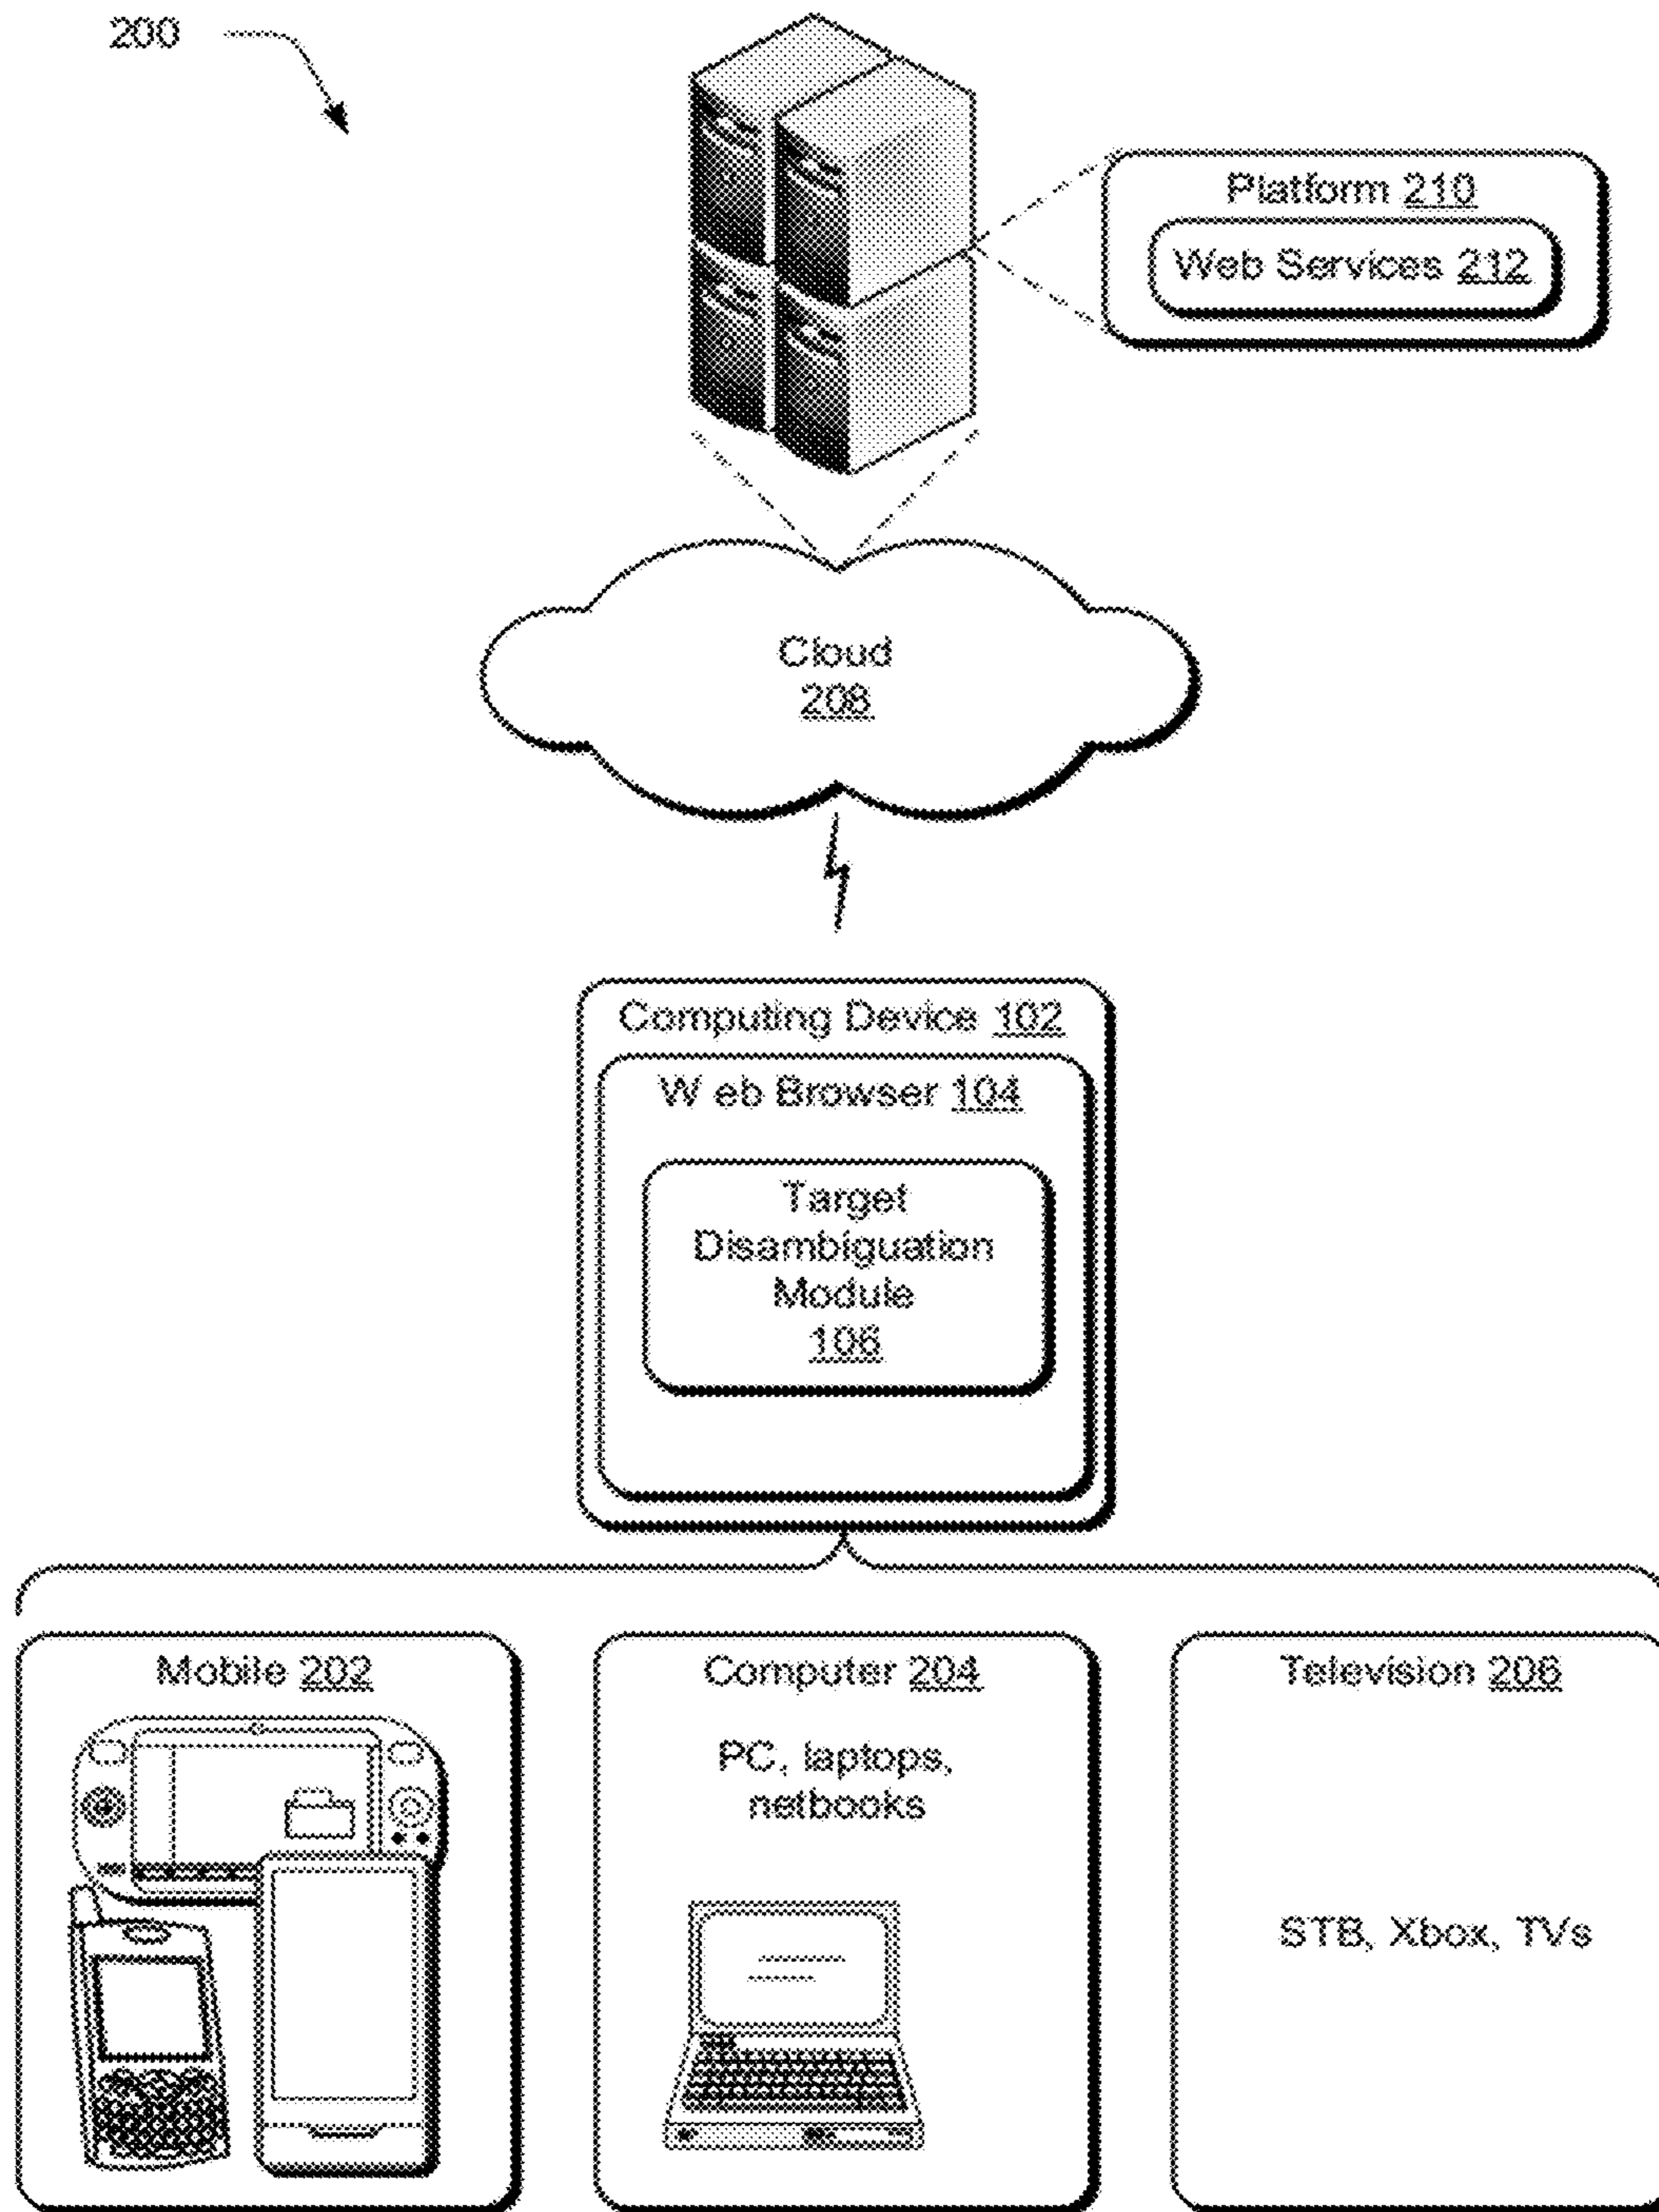 200
Platform 210
Web Services 212
Cloud
208
Computing Device 102
W eb Browser 104
Target
Disambiguation
Module
106
Mobile 202
Computer 204
PC, laptops,
netbooks
Television 206
STB, Xbox, TVs